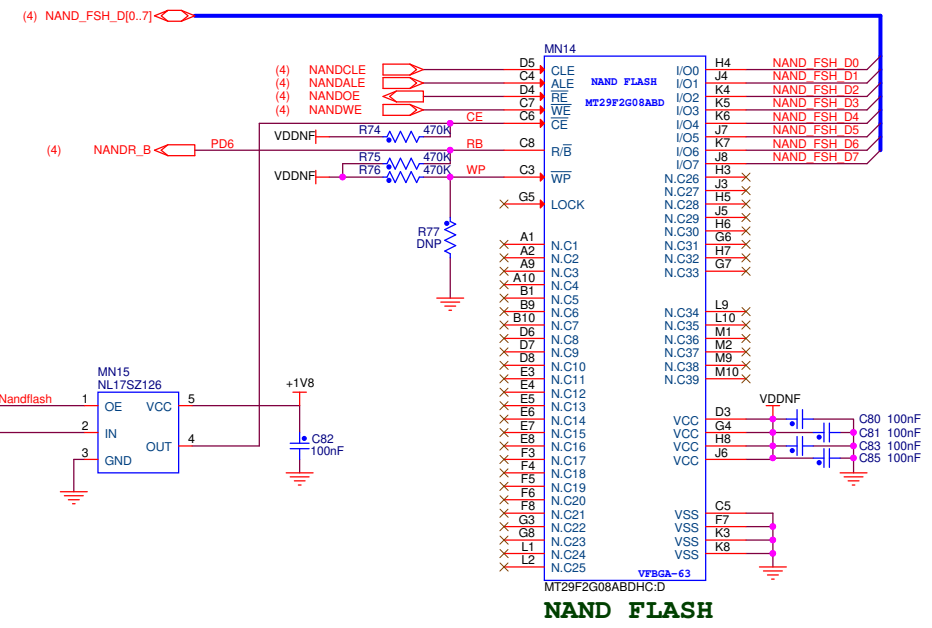 (4) NAND_FSH_D[0..7]
MN14
(4) NANDCLE D5 CLE I/O0 H4 NAND_FSH_D0
(4) NANDALE C4 ALE NAND FLASH I/O1 J4 NAND_FSH_D1
(4) NANDOE D4 RE MT29F2G08ABD I/O2 K4 NAND_FSH_D2
(4) NANDWE C7 WE I/O3 K5 NAND_FSH_D3
CE C6 CE I/O4 K6 NAND_FSH_D4
VDDNF R74 470K I/O5 J7 NAND_FSH_D5
(4) NANDR_B PD6 RB C8 R/B I/O6 K7 NAND_FSH_D6
R75 470K I/O7 J8 NAND_FSH_D7
VDDNF R76 470K WP C3 WP N.C26 H3
N.C27 J3
G5 LOCK N.C28 H5
N.C29 J5
R77 N.C30 H6
DNP
A1 N.C1 N.C31 G6
A2 N.C2 N.C32 H7
A9 N.C3 N.C33 G7
A10 N.C4
B1 N.C5
B9 N.C6 N.C34 L9
B10 N.C7 N.C35 L10
D6 N.C8 N.C36 M1
D7 N.C9 N.C37 M2
D8 N.C10 N.C38 M9
E3 N.C11 N.C39 M10
E4 N.C12
E5 N.C13 VDDNF
E6 N.C14 VCC D3 C80 100nF
E7 N.C15 VCC G4 C81 100nF
E8 N.C16 VCC H8 C83 100nF
F3 N.C17 VCC J6 C85 100nF
F4 N.C18
F5 N.C19
F6 N.C20
F8 N.C21 VSS C5
G3 N.C22 VSS F7
G8 N.C23 VSS K3
L1 N.C24 VSS K8
L2 N.C25
VFBGA-63
MT29F2G08ABDHC:D
NAND FLASH
MN15
NL17SZ126
+1V8
Nandflash 1 OE VCC 5
2 IN
OUT 4
3 GND
C82
100nF